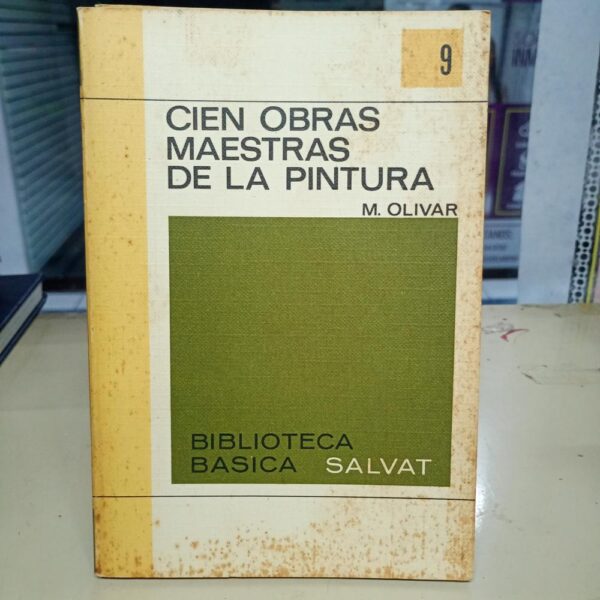 9
CIEN OBRAS
MAESTRAS
DE LA PINTURA
M. OLIVAR
BIBLIOTECA
BASICA SALVAT